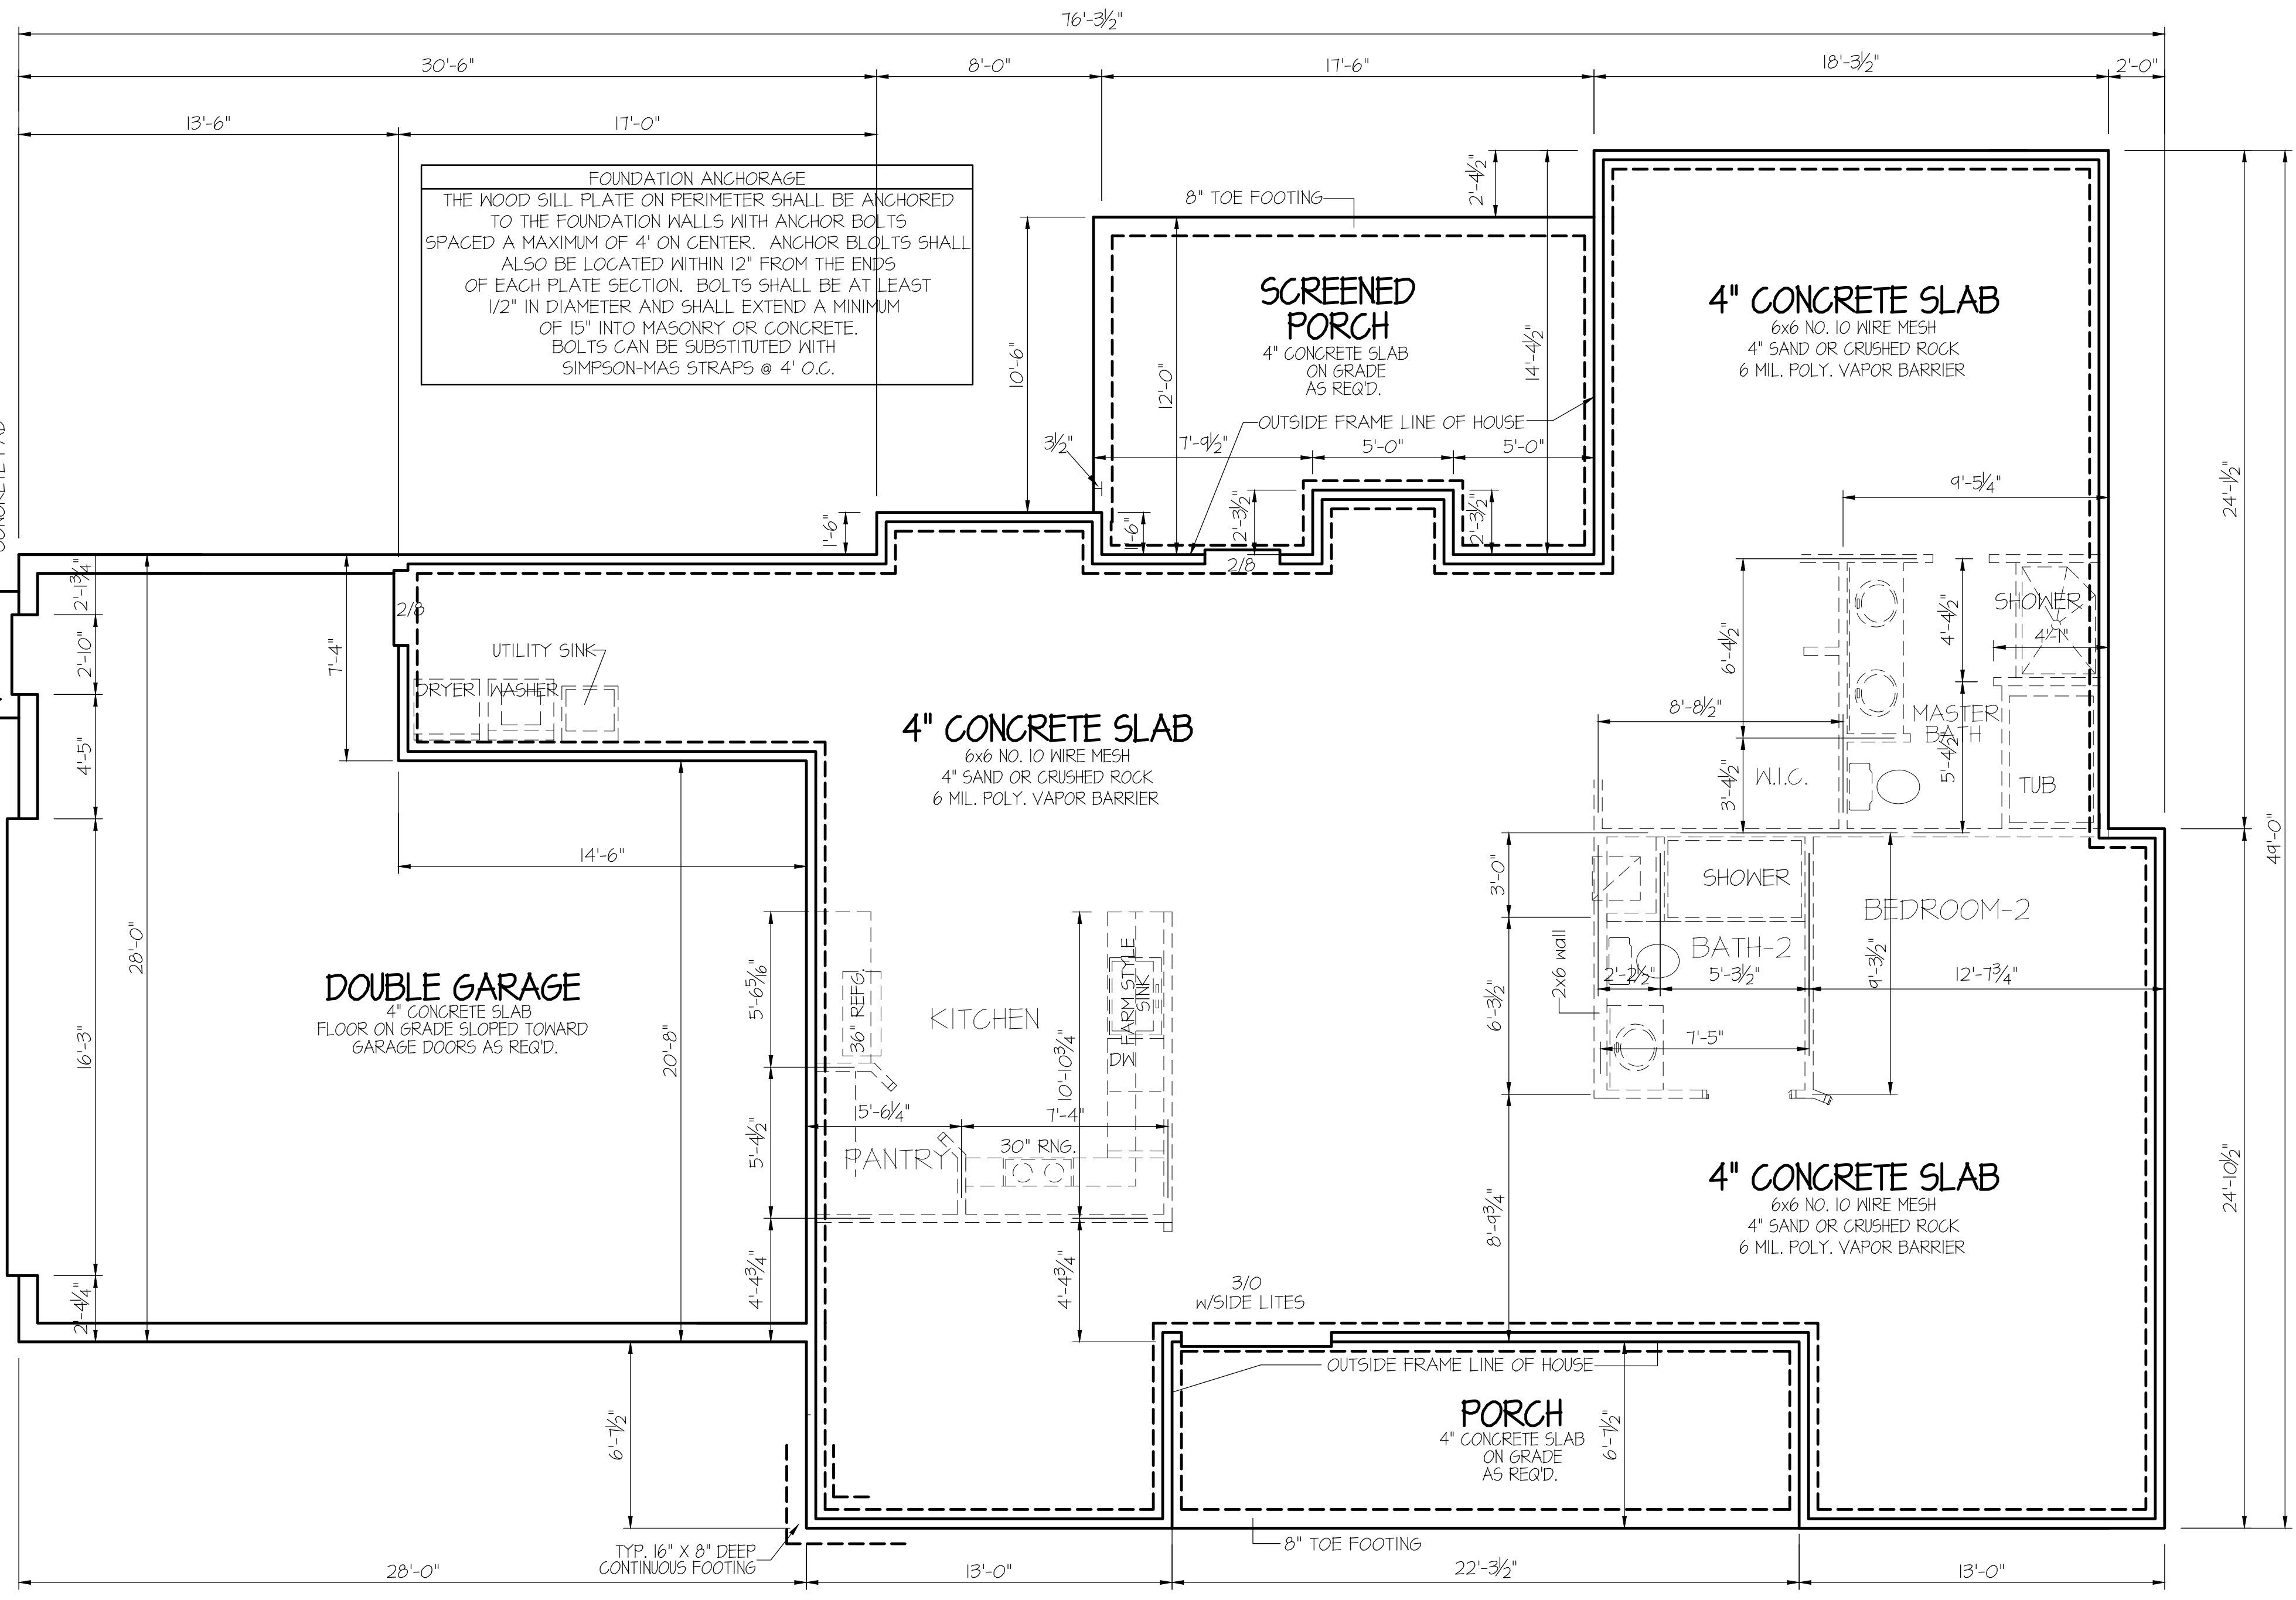 76'-3½"
30'-6"
8'-0"
17'-6"
18'-3½"
2'-0"
13'-6"
17'-0"
FOUNDATION ANCHORAGE
THE WOOD SILL PLATE ON PERIMETER SHALL BE ANCHORED
TO THE FOUNDATION WALLS WITH ANCHOR BOLTS
SPACED A MAXIMUM OF 4' ON CENTER. ANCHOR BLOLTS SHALL
ALSO BE LOCATED WITHIN 12" FROM THE ENDS
OF EACH PLATE SECTION. BOLTS SHALL BE AT LEAST
1/2" IN DIAMETER AND SHALL EXTEND A MINIMUM
OF 15" INTO MASONRY OR CONCRETE.
BOLTS CAN BE SUBSTITUTED WITH
SIMPSON-MAS STRAPS @ 4' O.C.
8" TOE FOOTING
2'-4½"
SCREENED
PORCH
4" CONCRETE SLAB
ON GRADE
AS REQ'D.
10'-6"
12'-0"
14'-4½"
OUTSIDE FRAME LINE OF HOUSE
3½"
7'-9½"
5'-0"
5'-0"
1'-6"
1'-6"
2'-3½"
2'-3½"
2/8
4" CONCRETE SLAB
6x6 NO. 10 WIRE MESH
4" SAND OR CRUSHED ROCK
6 MIL. POLY. VAPOR BARRIER
9'-5¼"
24'-1½"
49'-0"
24'-10½"
CONCRETE PAD
2'-1¾"
2'-10"
4'-5"
16'-3"
2'-4¼"
28'-0"
7'-4"
2/8
UTILITY SINK
DRYER
WASHER
4" CONCRETE SLAB
6x6 NO. 10 WIRE MESH
4" SAND OR CRUSHED ROCK
6 MIL. POLY. VAPOR BARRIER
14'-6"
20'-8"
DOUBLE GARAGE
4" CONCRETE SLAB
FLOOR ON GRADE SLOPED TOWARD
GARAGE DOORS AS REQ'D.
6'-4½"
4'-4½"
SHOWER
4'-1"
8'-8½"
MASTER
BATH
3'-4½"
W.I.C.
5'-4½"
TUB
3'-0"
SHOWER
BEDROOM-2
BATH-2
2x6 wall
6'-3½"
2'-2½"
5'-3½"
9'-3½"
12'-7¾"
7'-5"
8'-9¾"
5'-6⁵⁄₁₆"
36" REFG.
KITCHEN
FARM STYLE
SINK
DW
10'-10¾"
5'-4½"
5'-6¼"
7'-4"
PANTRY
30" RNG.
4'-4¾"
4'-4¾"
4" CONCRETE SLAB
6x6 NO. 10 WIRE MESH
4" SAND OR CRUSHED ROCK
6 MIL. POLY. VAPOR BARRIER
3/0
W/SIDE LITES
OUTSIDE FRAME LINE OF HOUSE
PORCH
4" CONCRETE SLAB
ON GRADE
AS REQ'D.
6'-7½"
6'-7½"
8" TOE FOOTING
TYP. 16" X 8" DEEP
CONTINUOUS FOOTING
28'-0"
13'-0"
22'-3½"
13'-0"